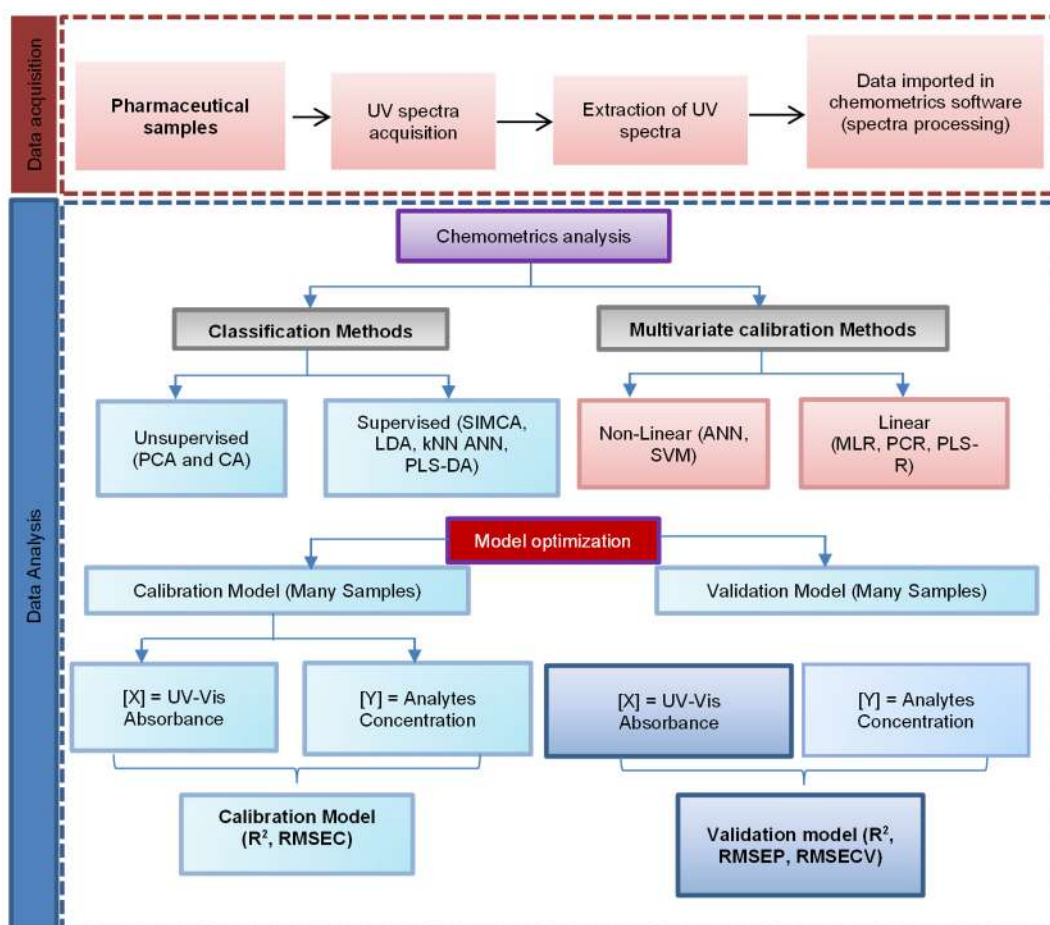 Data acquisition
Pharmaceutical
samples
UV spectra
acquisition
Extraction of UV
spectra
Data imported in
chemometrics software
(spectra processing)
Data Analysis
Chemometrics analysis
Classification Methods
Multivariate calibration Methods
Unsupervised
(PCA and CA)
Supervised (SIMCA,
LDA, kNN ANN,
PLS-DA)
Non-Linear (ANN,
SVM)
Linear
(MLR, PCR, PLS-
R)
Model optimization
Calibration Model (Many Samples)
Validation Model (Many Samples)
[X] = UV-Vis
Absorbance
[Y] = Analytes
Concentration
[X] = UV-Vis
Absorbance
[Y] = Analytes
Concentration
Calibration Model
(R², RMSEC)
Validation model (R²,
RMSEP, RMSECV)